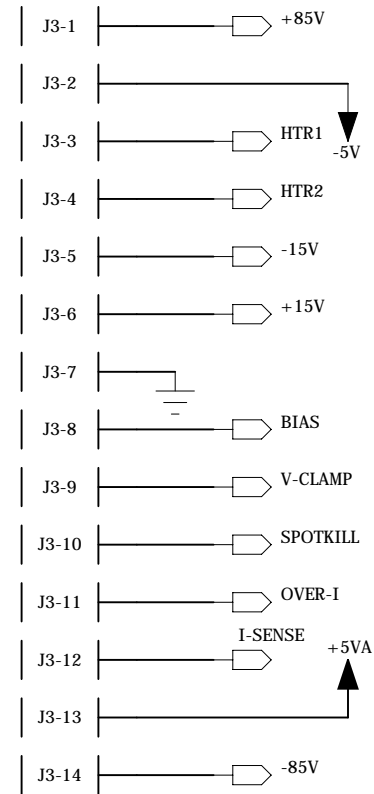 J3-1 +85V
J3-2
J3-3 HTR1
-5V
J3-4 HTR2
J3-5 -15V
J3-6 +15V
J3-7
J3-8 BIAS
J3-9 V-CLAMP
J3-10 SPOTKILL
J3-11 OVER-I
I-SENSE
J3-12
+5VA
J3-13
J3-14 -85V